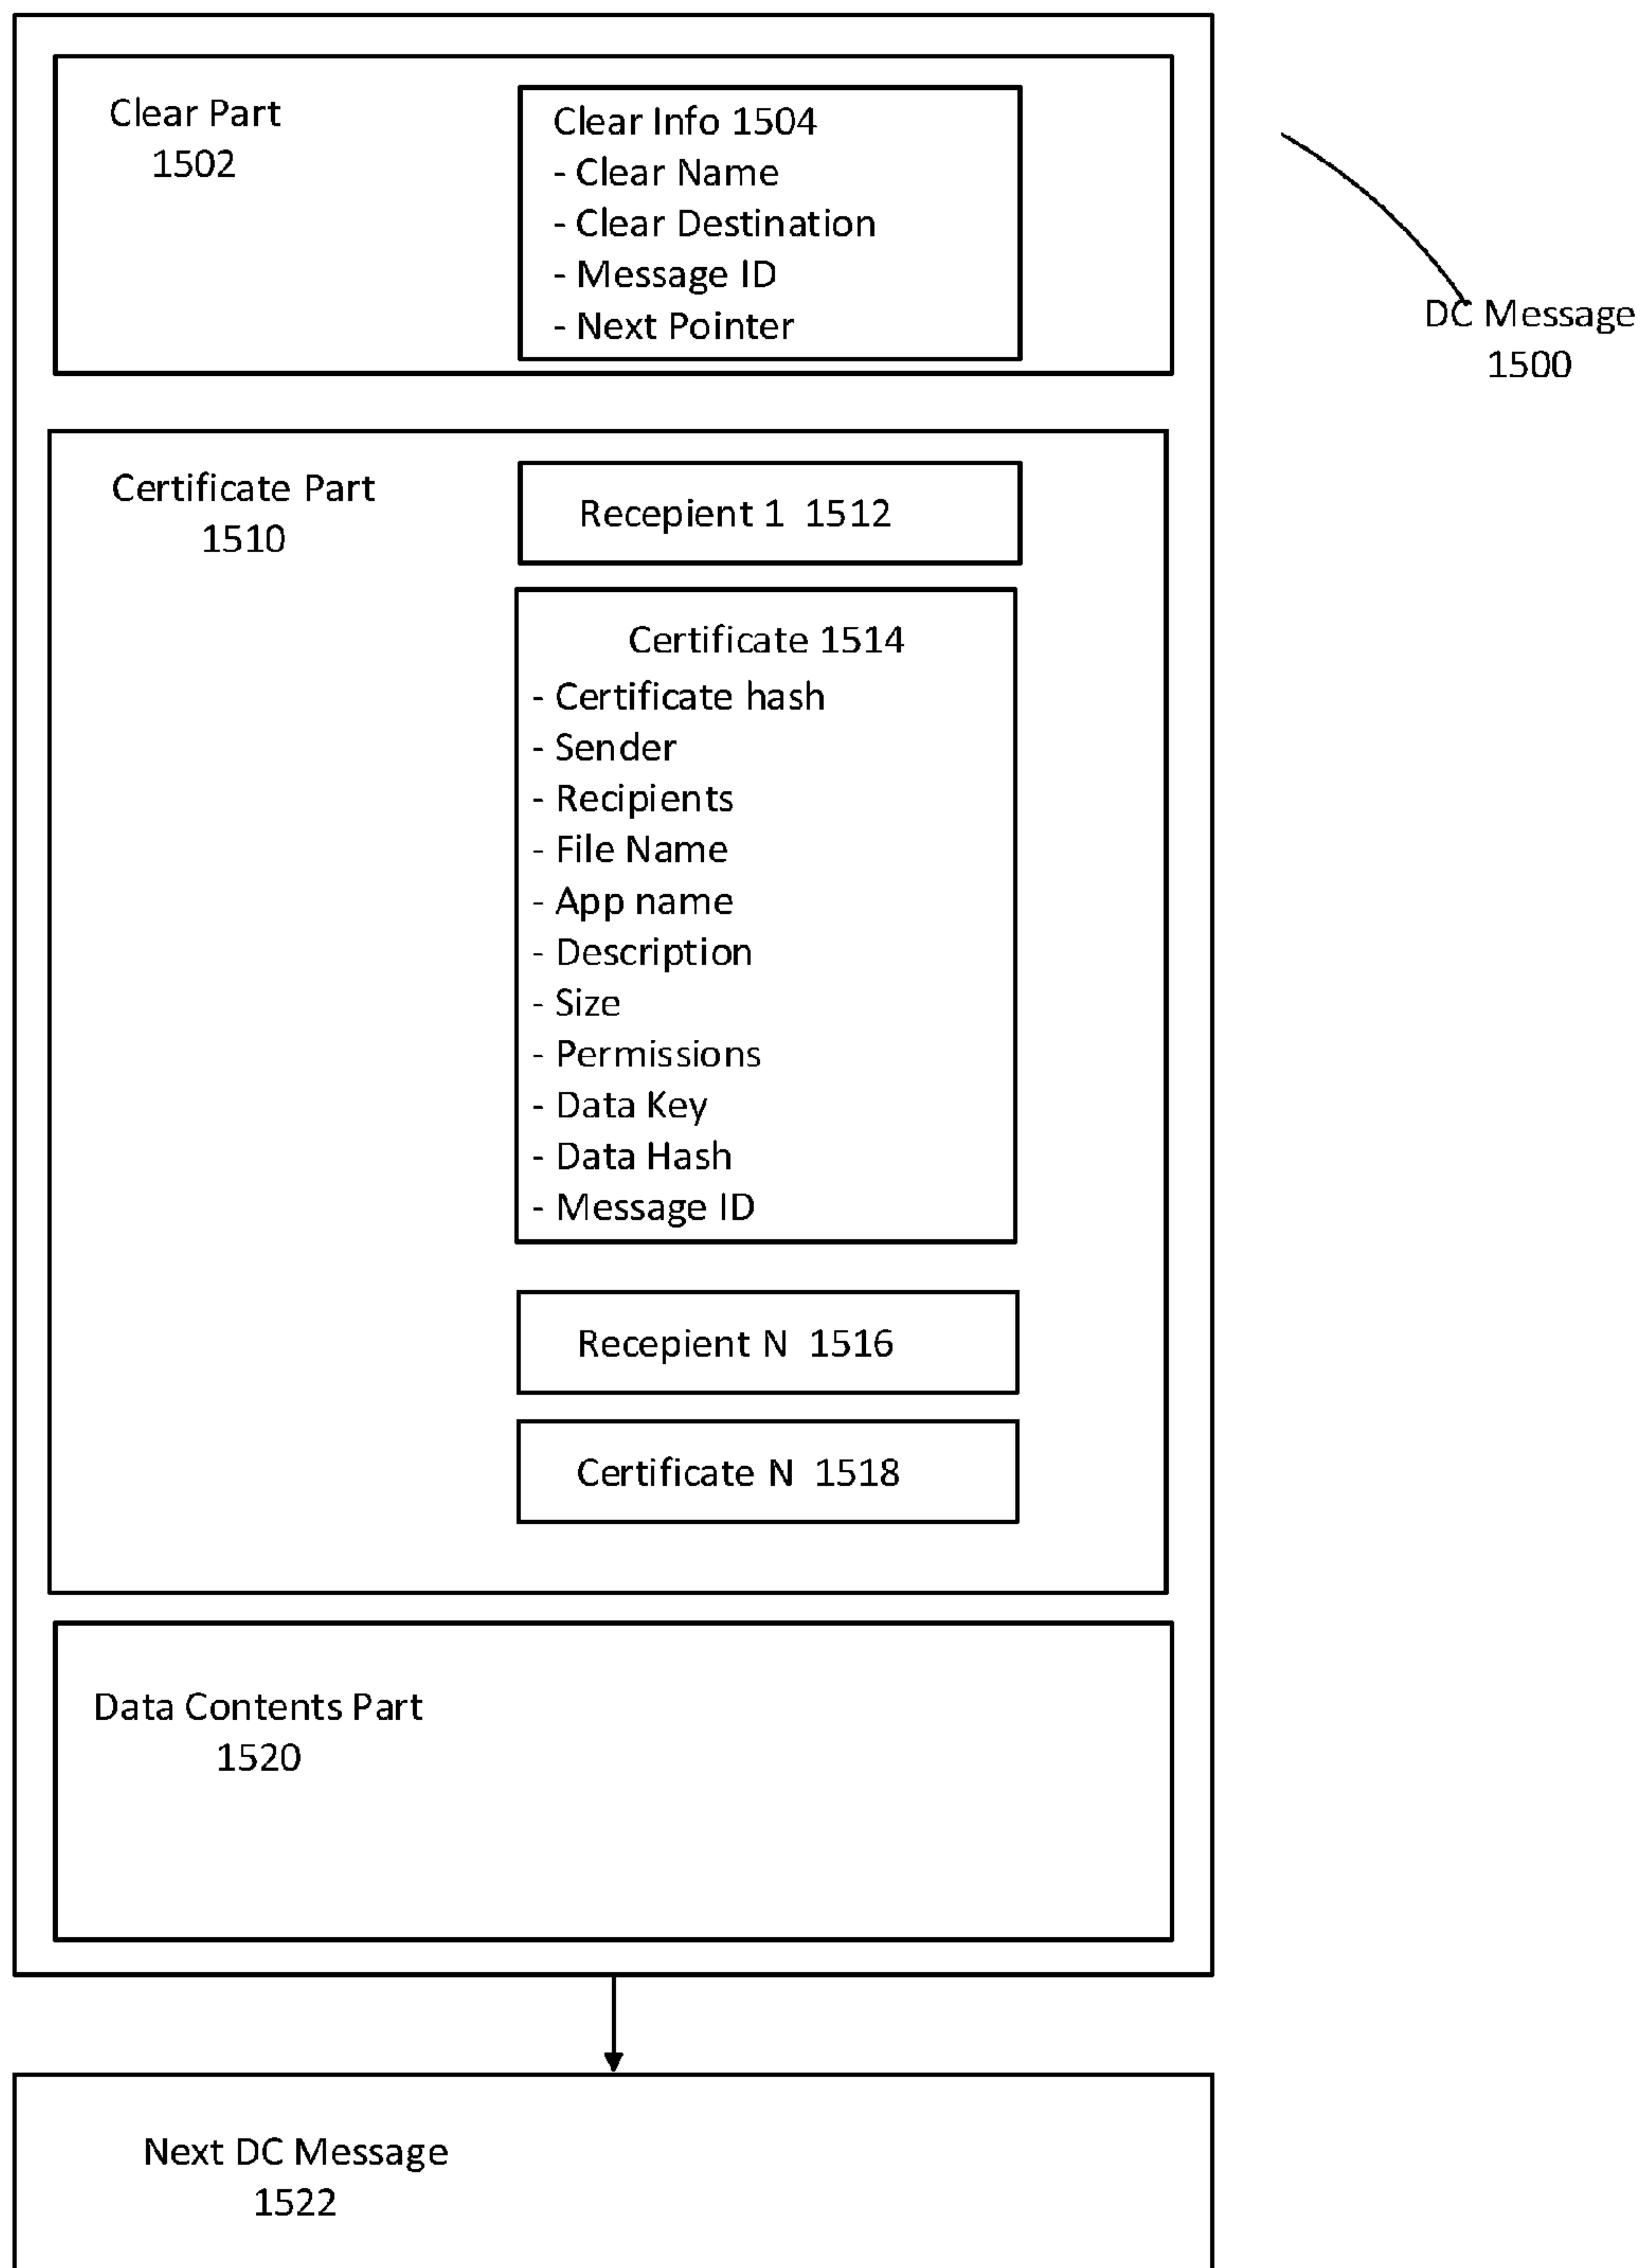 Clear Part
1502
Clear Info 1504
- Clear Name
- Clear Destination
- Message ID
- Next Pointer
DC Message
1500
Certificate Part
1510
Recepient 1 1512
Certificate 1514
- Certificate hash
- Sender
- Recipients
- File Name
- App name
- Description
- Size
- Permissions
- Data Key
- Data Hash
- Message ID
Recepient N 1516
Certificate N 1518
Data Contents Part
1520
Next DC Message
1522